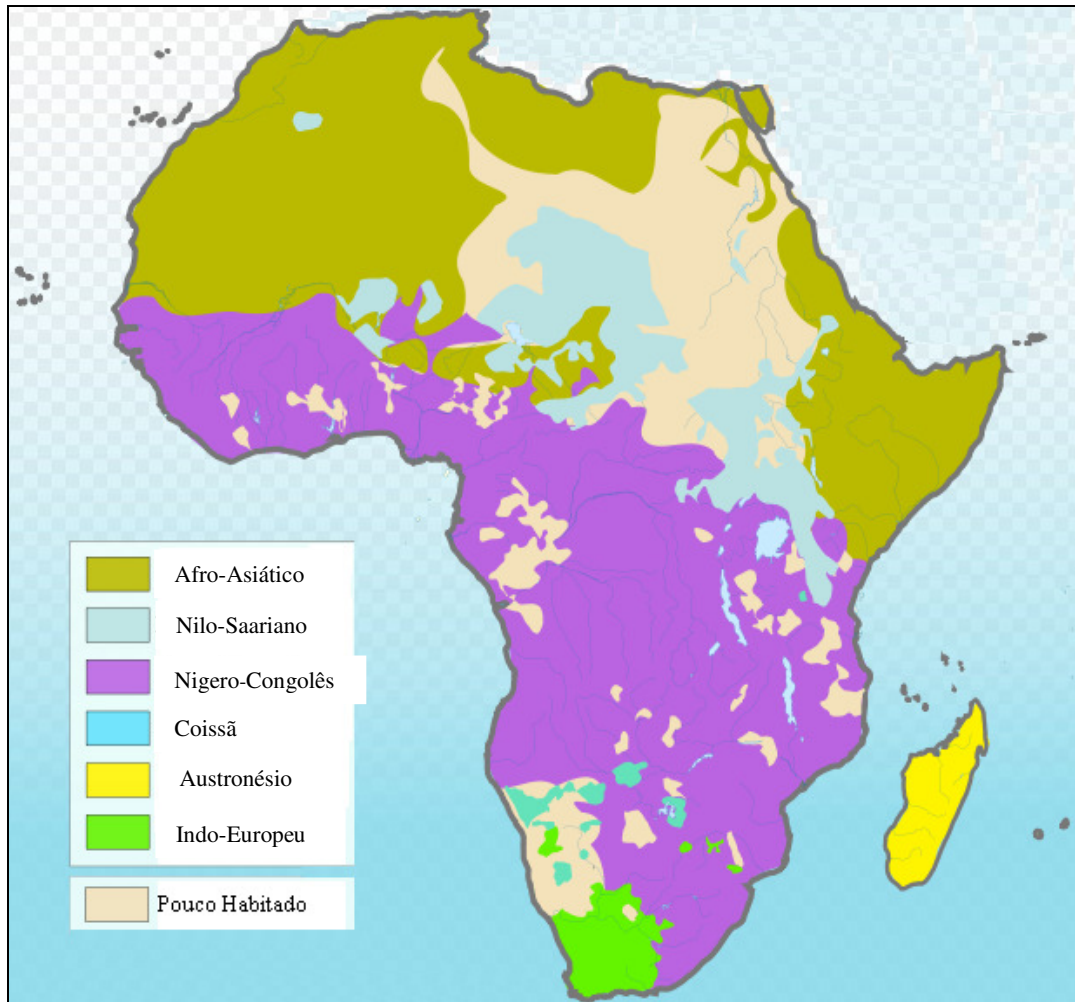 Afro-Asiático
Nilo-Saariano
Nigero-Congolês
Coissã
Austronésio
Indo-Europeu
Pouco Habitado